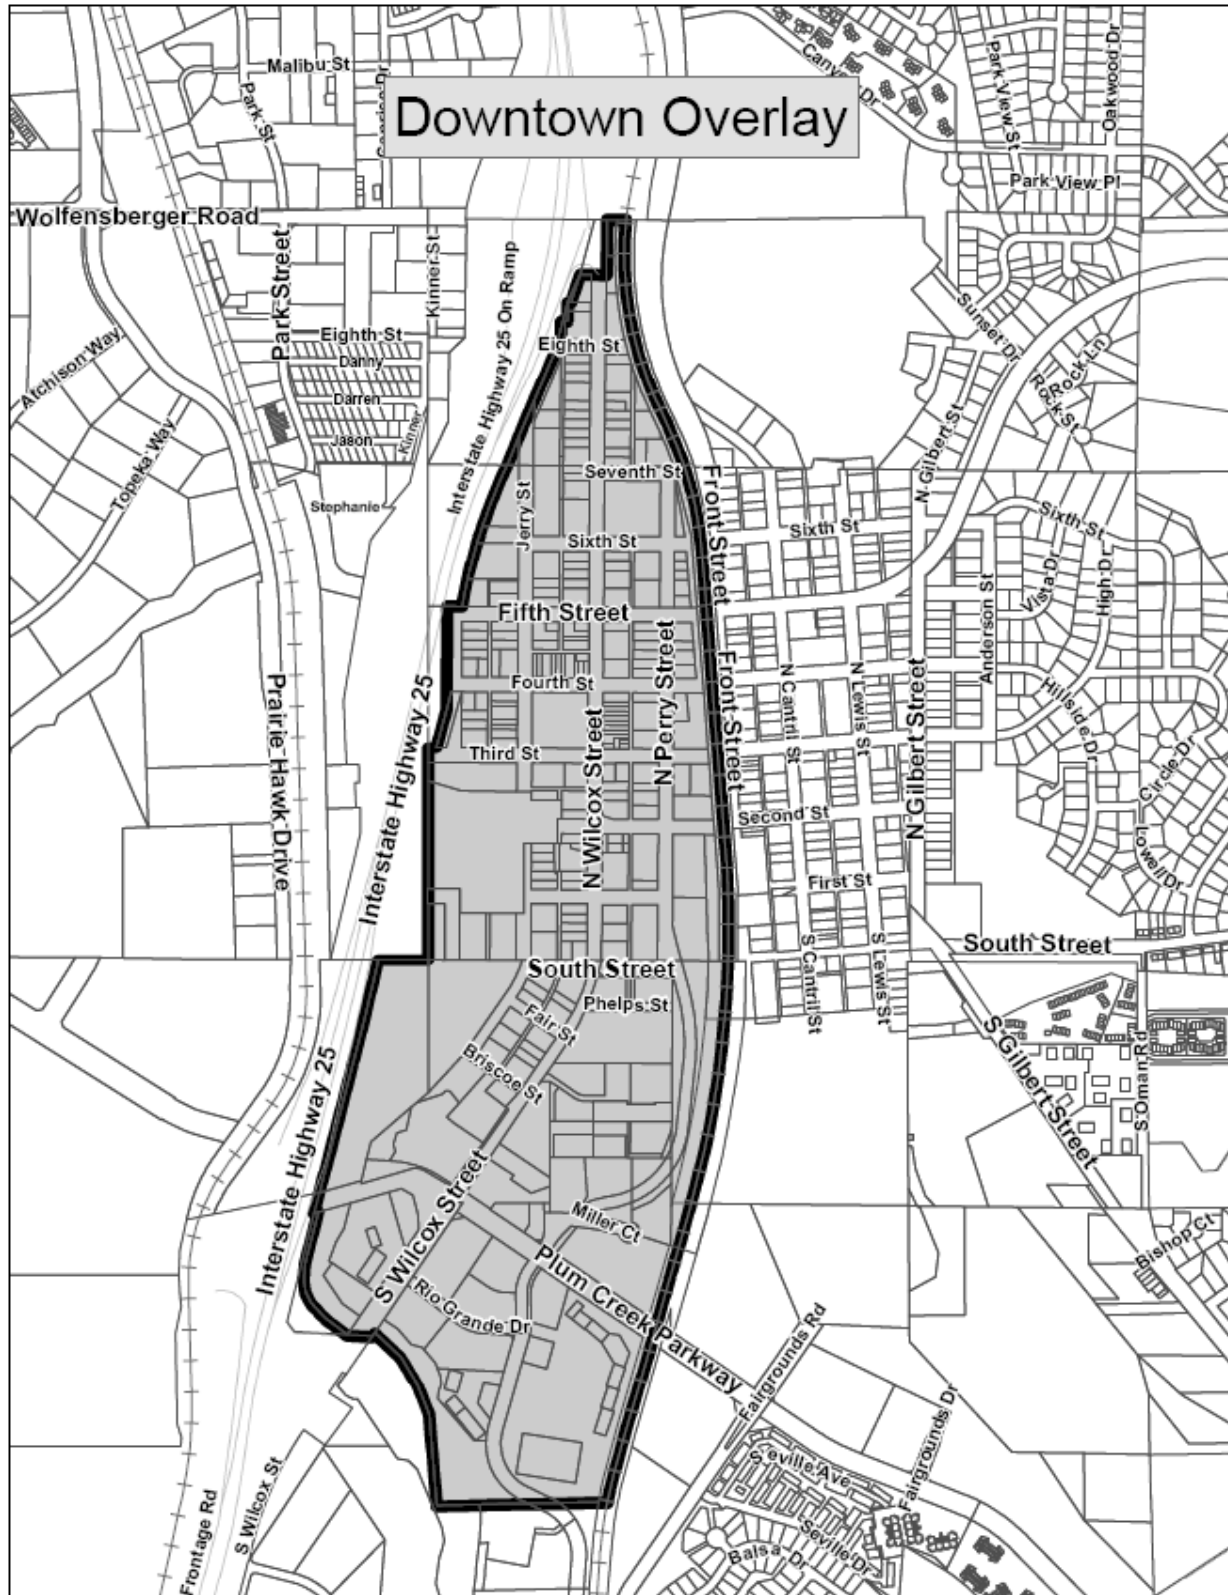 Downtown Overlay
Malibu St
Park St
Canyon Dr
Park View St
Oakwood Dr
Park View Pl
Wolfensberger Road
Park Street
Kinner St
Interstate Highway 25 On Ramp
Eighth St
Danny
Darren
Jason
Kinner
Stephanie
Atchison Way
Topeka Way
Eighth St
Sunset Dr
Rock Ln
Rock St
N Gilbert St
Seventh St
Jerry St
Sixth St
Front Street
Sixth St
Sixth St
Vista Dr
High Dr
Anderson St
Fifth Street
Fourth St
Third St
N Wilcox Street
N Perry Street
Front Street
N Cantril St
N Lewis St
N Gilbert Street
Hillside Dr
Circle Dr
Lowell Dr
Prairie Hawk Drive
Interstate Highway 25
Second St
First St
South Street
South Street
Phelps St
Fair St
Briscoe St
S Cantril St
S Lewis St
S Gilbert Street
S Oman Rd
Interstate Highway 25
S Wilcox Street
Miller Ct
Plum Creek Parkway
Rio Grande Dr
Bishop Ct
Fairgrounds Rd
Fairgrounds Dr
Seville Ave
Seville Dr
Balsa Dr
S Wilcox St
Frontage Rd